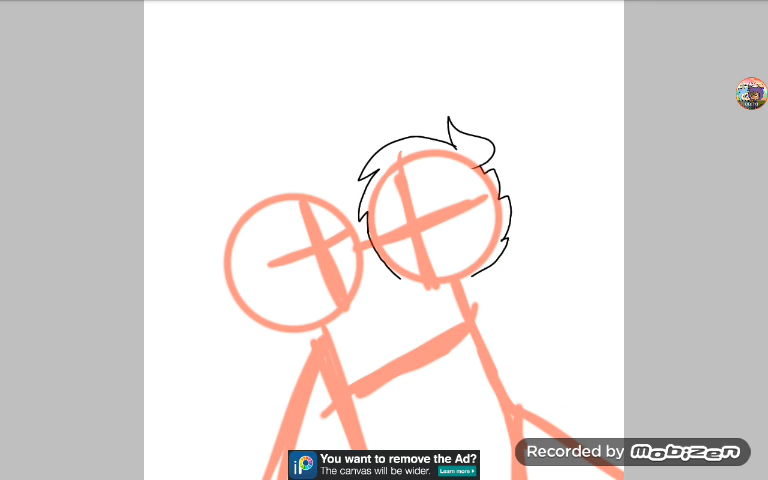 You want to remove the Ad?
The canvas will be wider.
Learn more
Recorded by Mobizen